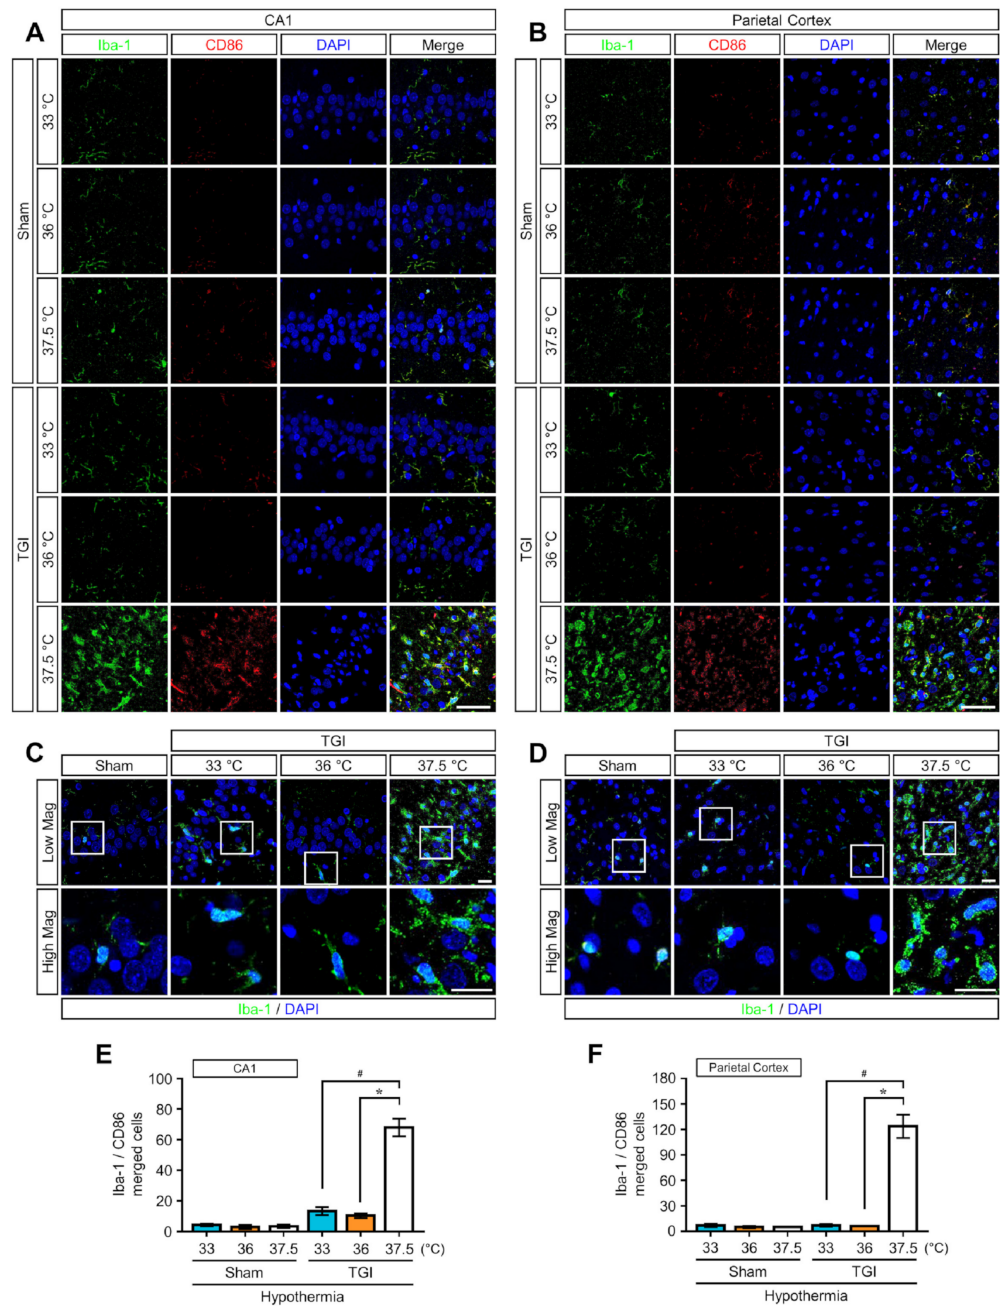 A
CA1
Iba-1 CD86 DAPI Merge
Sham
33 °C
36 °C
37.5 °C
TGI
33 °C
36 °C
37.5 °C
B
Parietal Cortex
Iba-1 CD86 DAPI Merge
Sham
33 °C
36 °C
37.5 °C
TGI
33 °C
36 °C
37.5 °C
C
TGI
Sham 33 °C 36 °C 37.5 °C
Low Mag
High Mag
Iba-1 / DAPI
D
TGI
Sham 33 °C 36 °C 37.5 °C
Low Mag
High Mag
Iba-1 / DAPI
E
CA1
Iba-1 / CD86
merged cells
100
80
60
40
20
0
#
*
33 36 37.5 33 36 37.5 (°C)
Sham TGI
Hypothermia
F
Parietal Cortex
Iba-1 / CD86
merged cells
180
150
120
90
60
30
0
#
*
33 36 37.5 33 36 37.5 (°C)
Sham TGI
Hypothermia